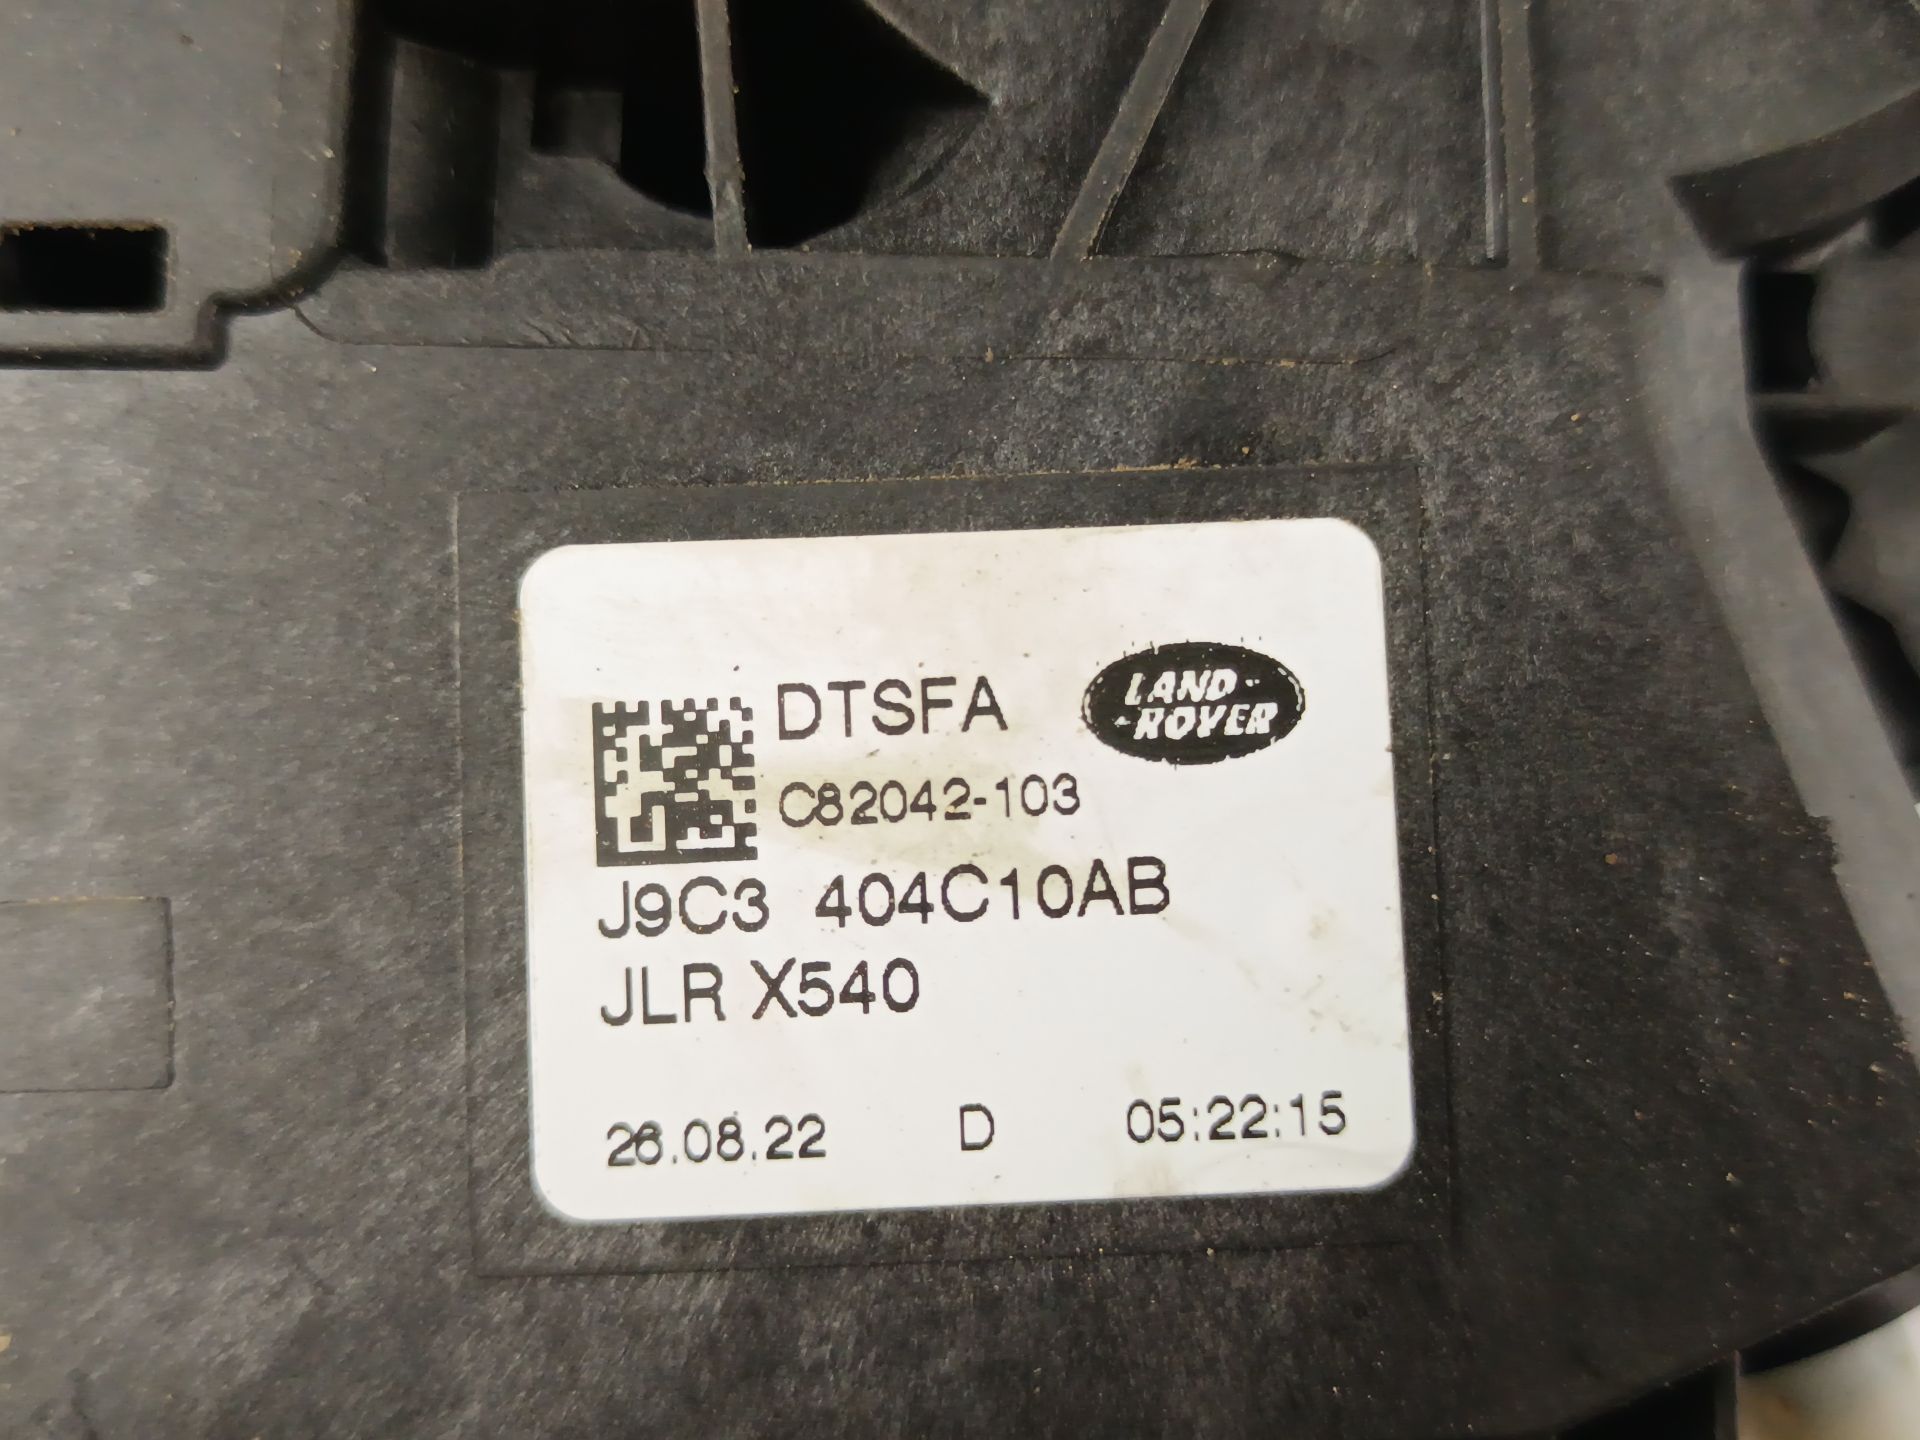 DTSFA
LAND-
-ROVER
C82042-103
J9C3 404C10AB
JLR X540
26.08.22 D 05:22:15